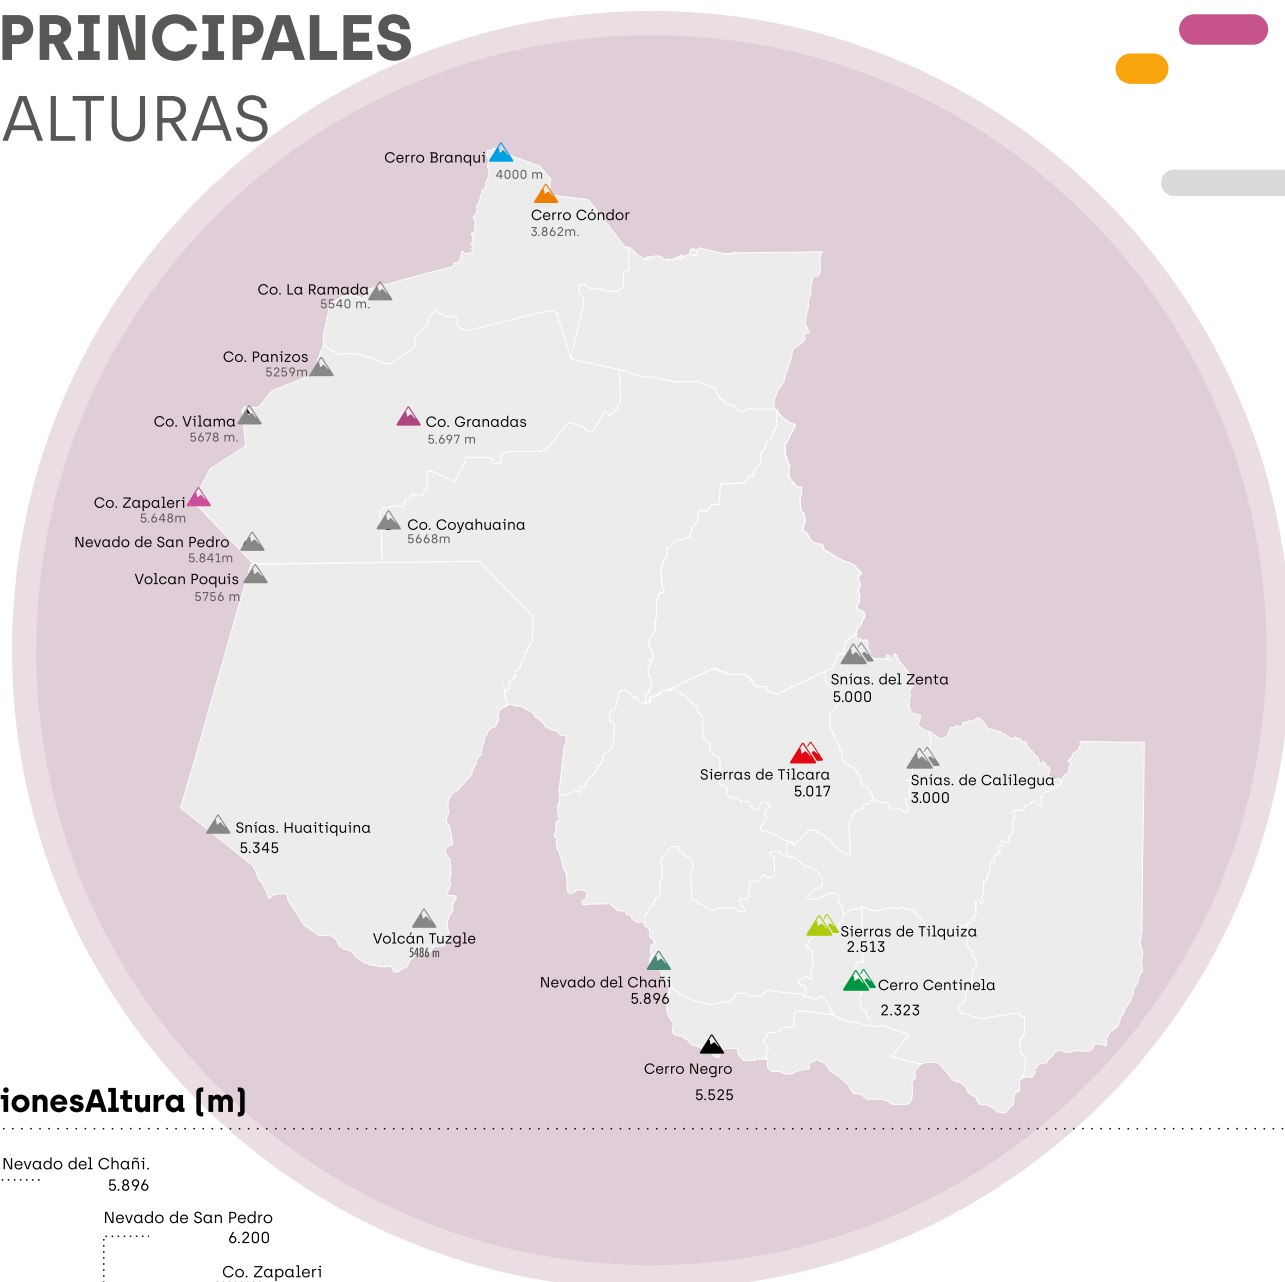 PRINCIPALES
ALTURAS
Cerro Branqui
4000 m
Cerro Cóndor
3.862m.
Co. La Ramada
5540 m.
Co. Panizos
5259m
Co. Vilama
5678 m.
Co. Granadas
5.697 m
Co. Zapaleri
5.648m
Co. Coyahuaina
5668m
Nevado de San Pedro
5.841m
Volcan Poquis
5756 m
Snías. del Zenta
5.000
Sierras de Tilcara
5.017
Snías. de Calilegua
3.000
Snías. Huaitiquina
5.345
Volcán Tuzgle
5486 m
Sierras de Tilquiza
2.513
Nevado del Chañi
5.896
Cerro Centinela
2.323
Cerro Negro
5.525
ionesAltura (m)
Nevado del Chañi.
5.896
Nevado de San Pedro
6.200
Co. Zapaleri